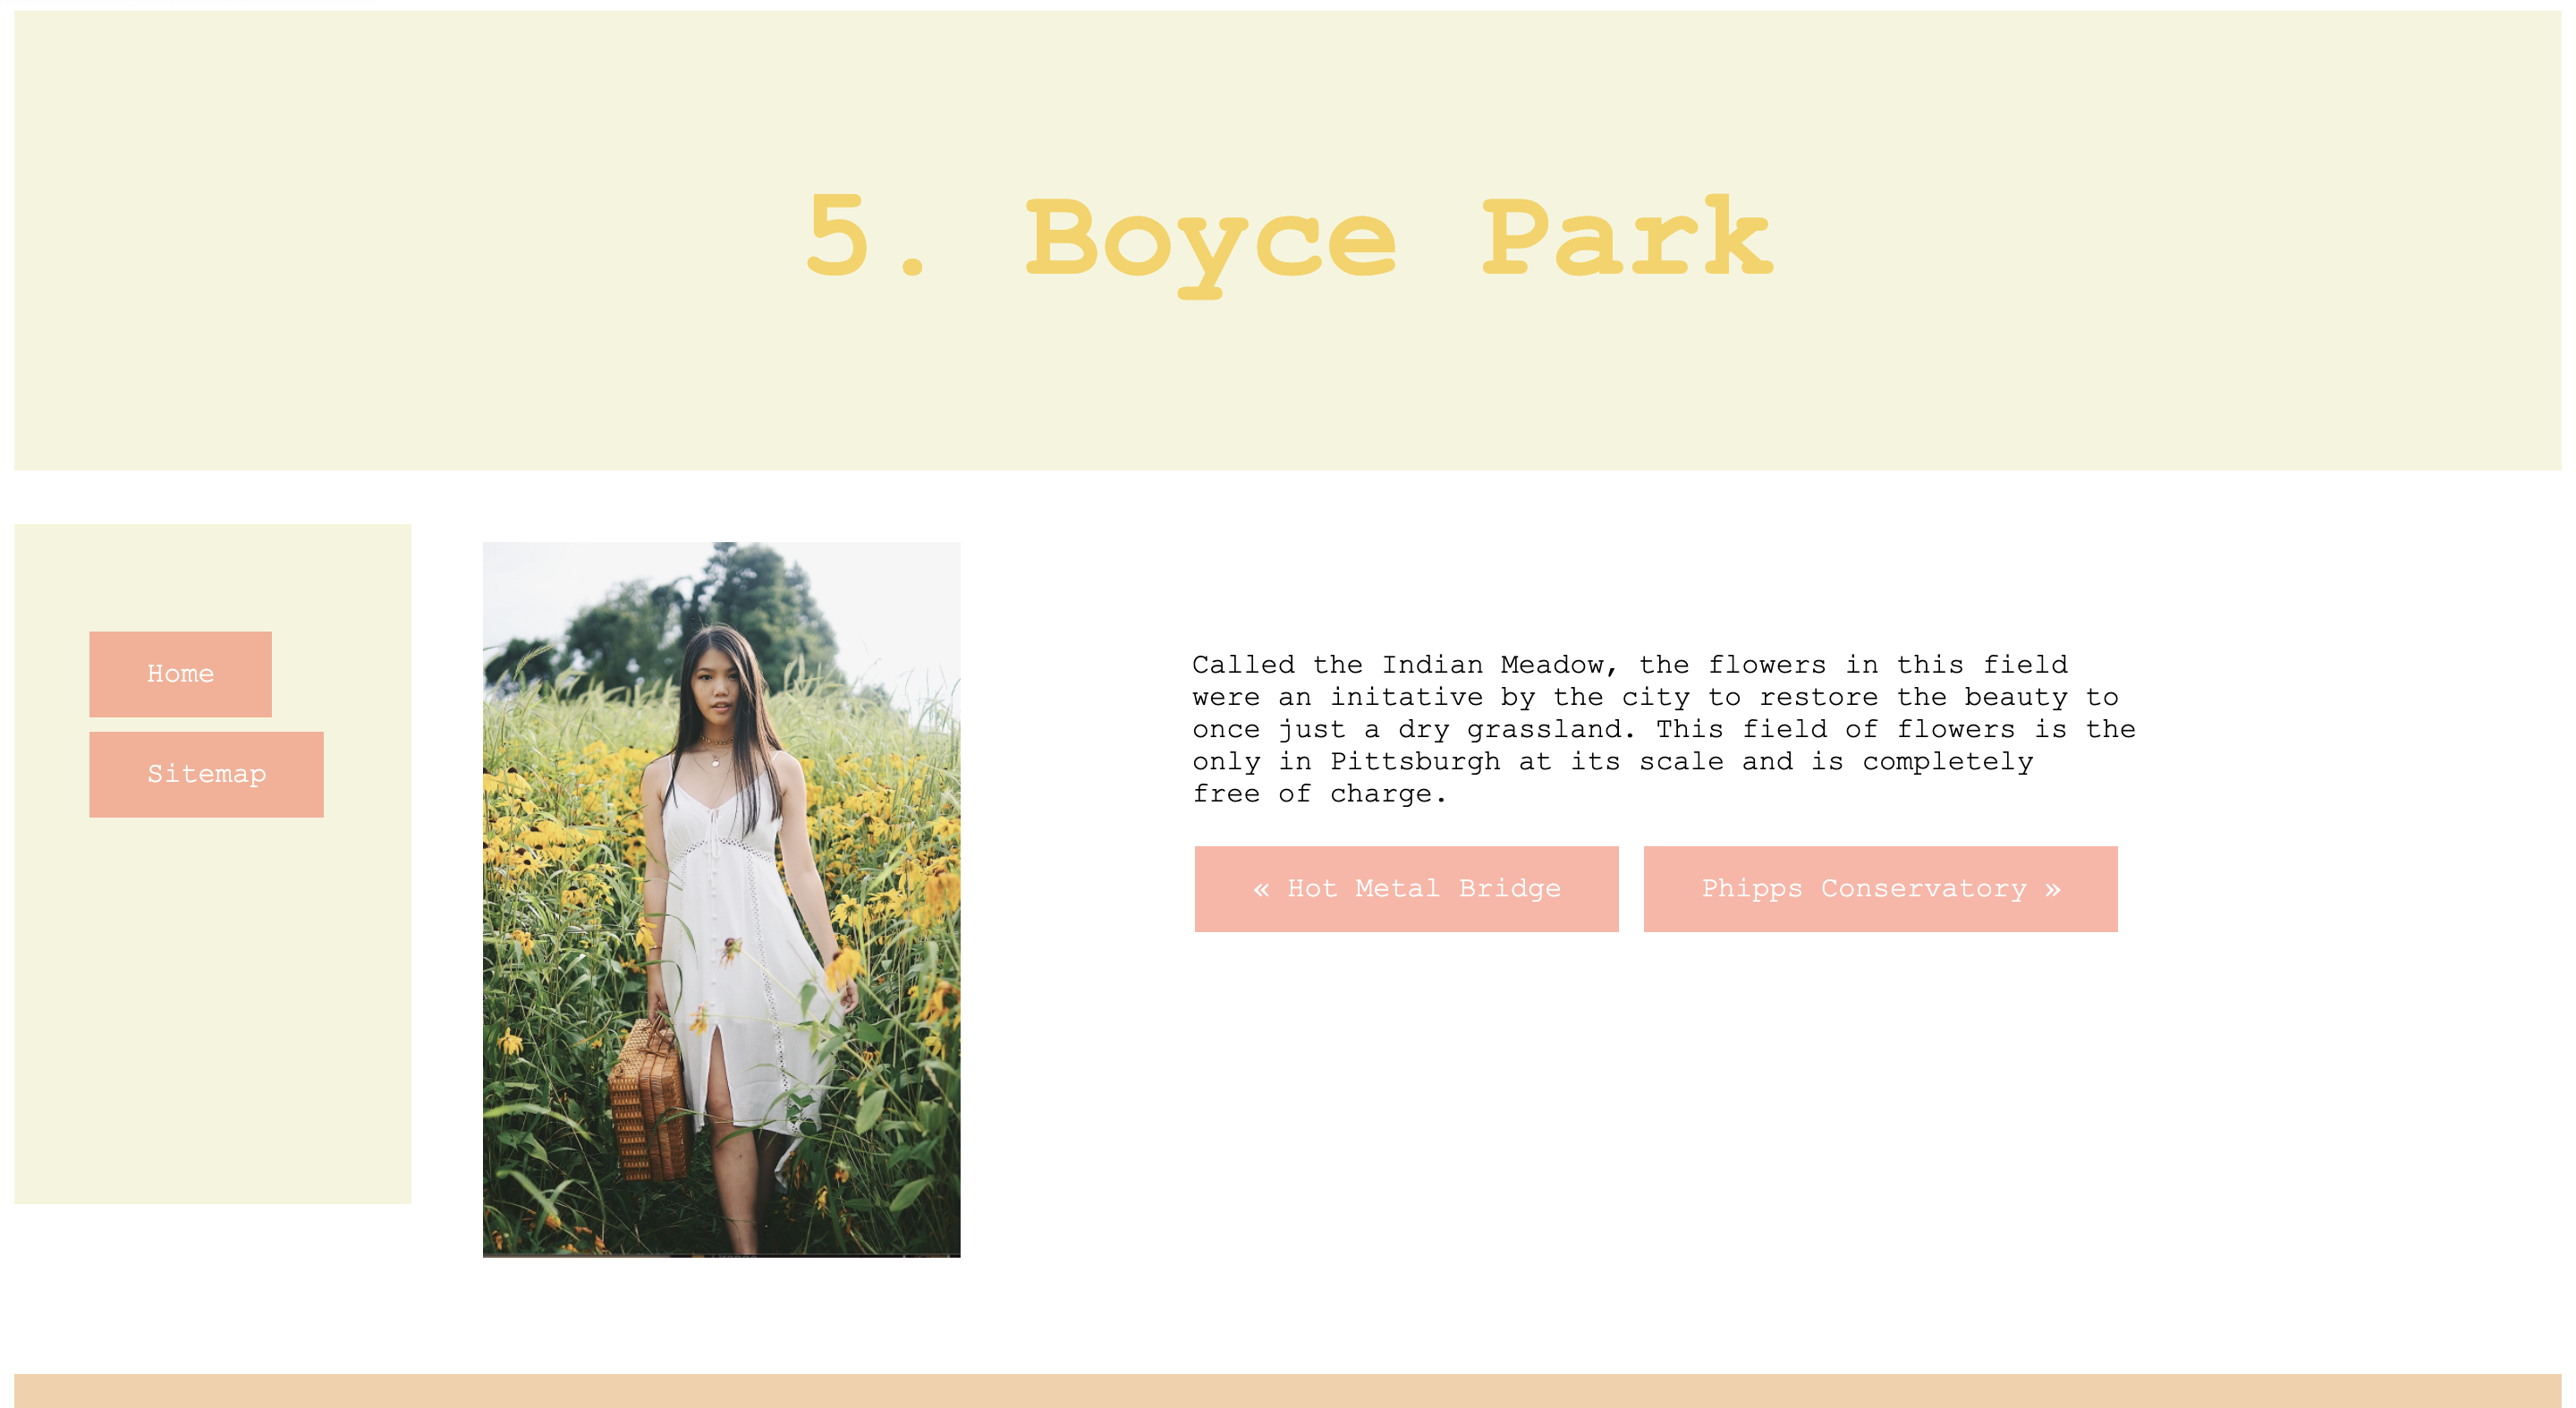 5. Boyce Park
Home
Sitemap
Called the Indian Meadow, the flowers in this field
were an initative by the city to restore the beauty to
once just a dry grassland. This field of flowers is the
only in Pittsburgh at its scale and is completely
free of charge.
« Hot Metal Bridge
Phipps Conservatory »